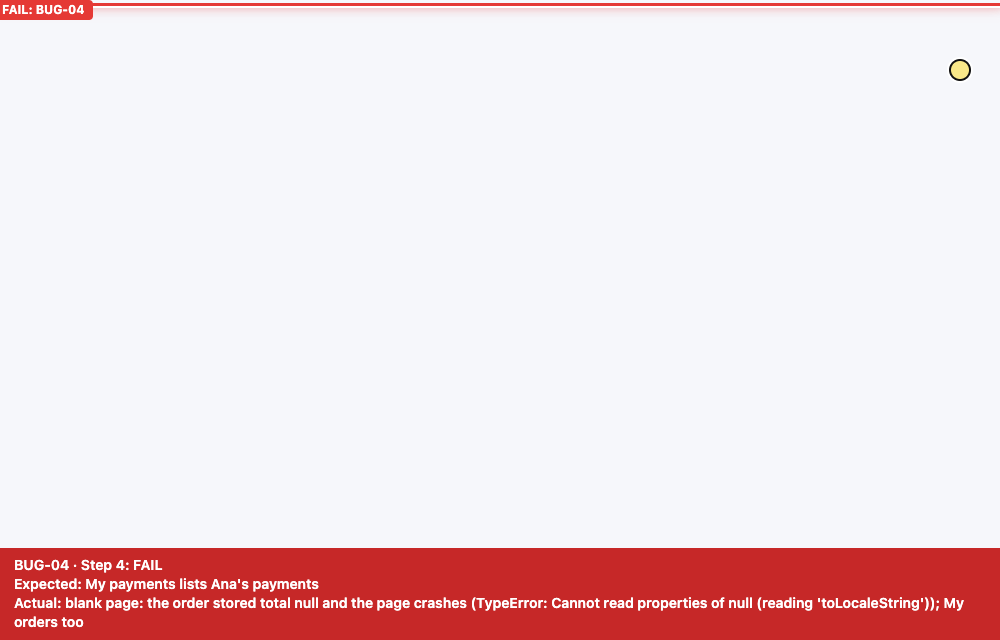 FAIL: BUG-04
BUG-04 · Step 4: FAIL
Expected: My payments lists Ana's payments
Actual: blank page: the order stored total null and the page crashes (TypeError: Cannot read properties of null (reading 'toLocaleString')); My
orders too